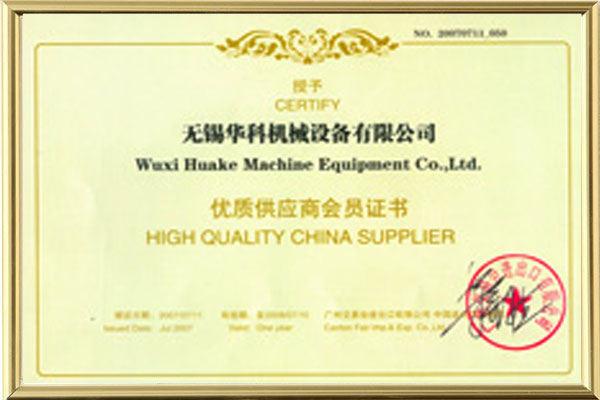 NO. 20070711_050
授予
CERTIFY
无锡华科机械设备有限公司
Wuxi Huake Machine Equipment Co.,Ltd.
优质供应商会员证书
HIGH QUALITY CHINA SUPPLIER
Issued Date: Jul 2007 Valid: One year Canton Fair Imp & Exp. Co.,Ltd.